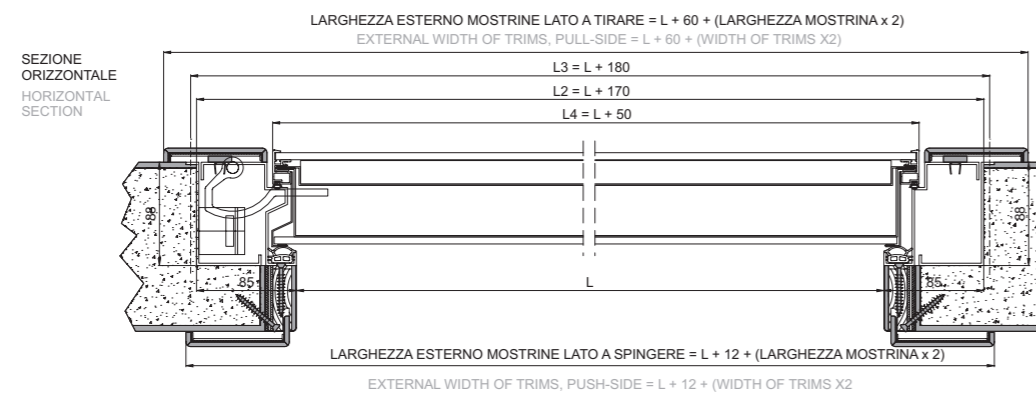 LARGHEZZA ESTERNO MOSTRINE LATO A TIRARE = L + 60 + (LARGHEZZA MOSTRINA x 2)
EXTERNAL WIDTH OF TRIMS, PULL-SIDE = L + 60 + (WIDTH OF TRIMS X2)
SEZIONE
ORIZZONTALE
HORIZONTAL
SECTION
L3 = L + 180
L2 = L + 170
L4 = L + 50
88
88
85
L
85
LARGHEZZA ESTERNO MOSTRINE LATO A SPINGERE = L + 12 + (LARGHEZZA MOSTRINA x 2)
EXTERNAL WIDTH OF TRIMS, PUSH-SIDE = L + 12 + (WIDTH OF TRIMS X2